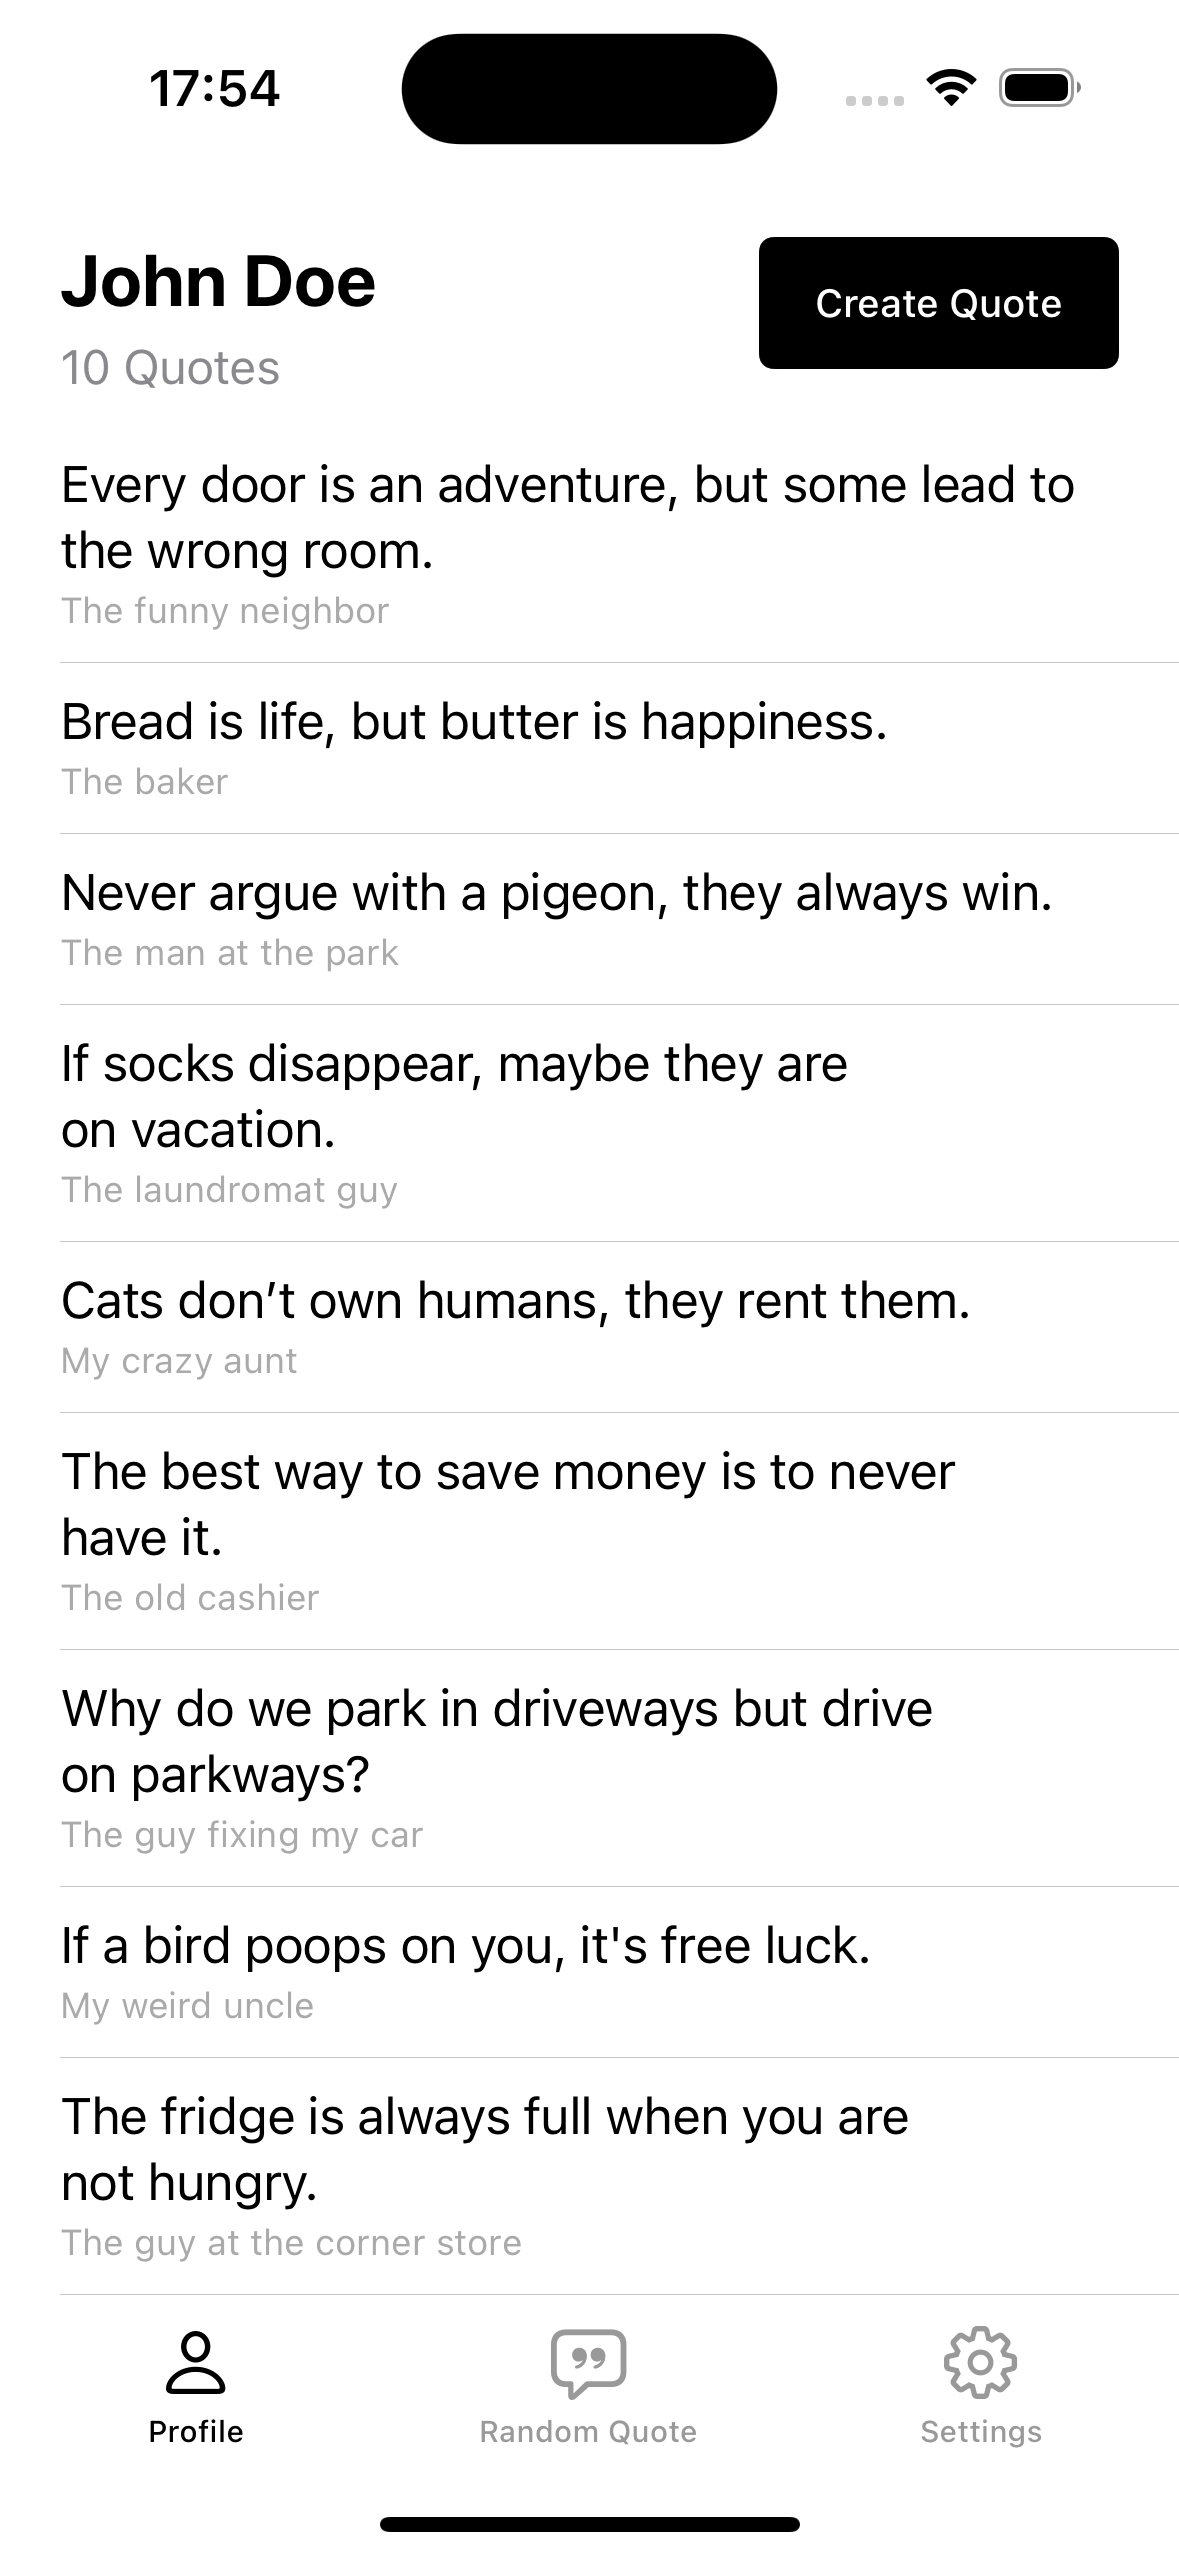 17:54
John Doe
Create Quote
10 Quotes
Every door is an adventure, but some lead to
the wrong room.
The funny neighbor
Bread is life, but butter is happiness.
The baker
Never argue with a pigeon, they always win.
The man at the park
If socks disappear, maybe they are
on vacation.
The laundromat guy
Cats don’t own humans, they rent them.
My crazy aunt
The best way to save money is to never
have it.
The old cashier
Why do we park in driveways but drive
on parkways?
The guy fixing my car
If a bird poops on you, it's free luck.
My weird uncle
The fridge is always full when you are
not hungry.
The guy at the corner store
Profile
Random Quote
Settings